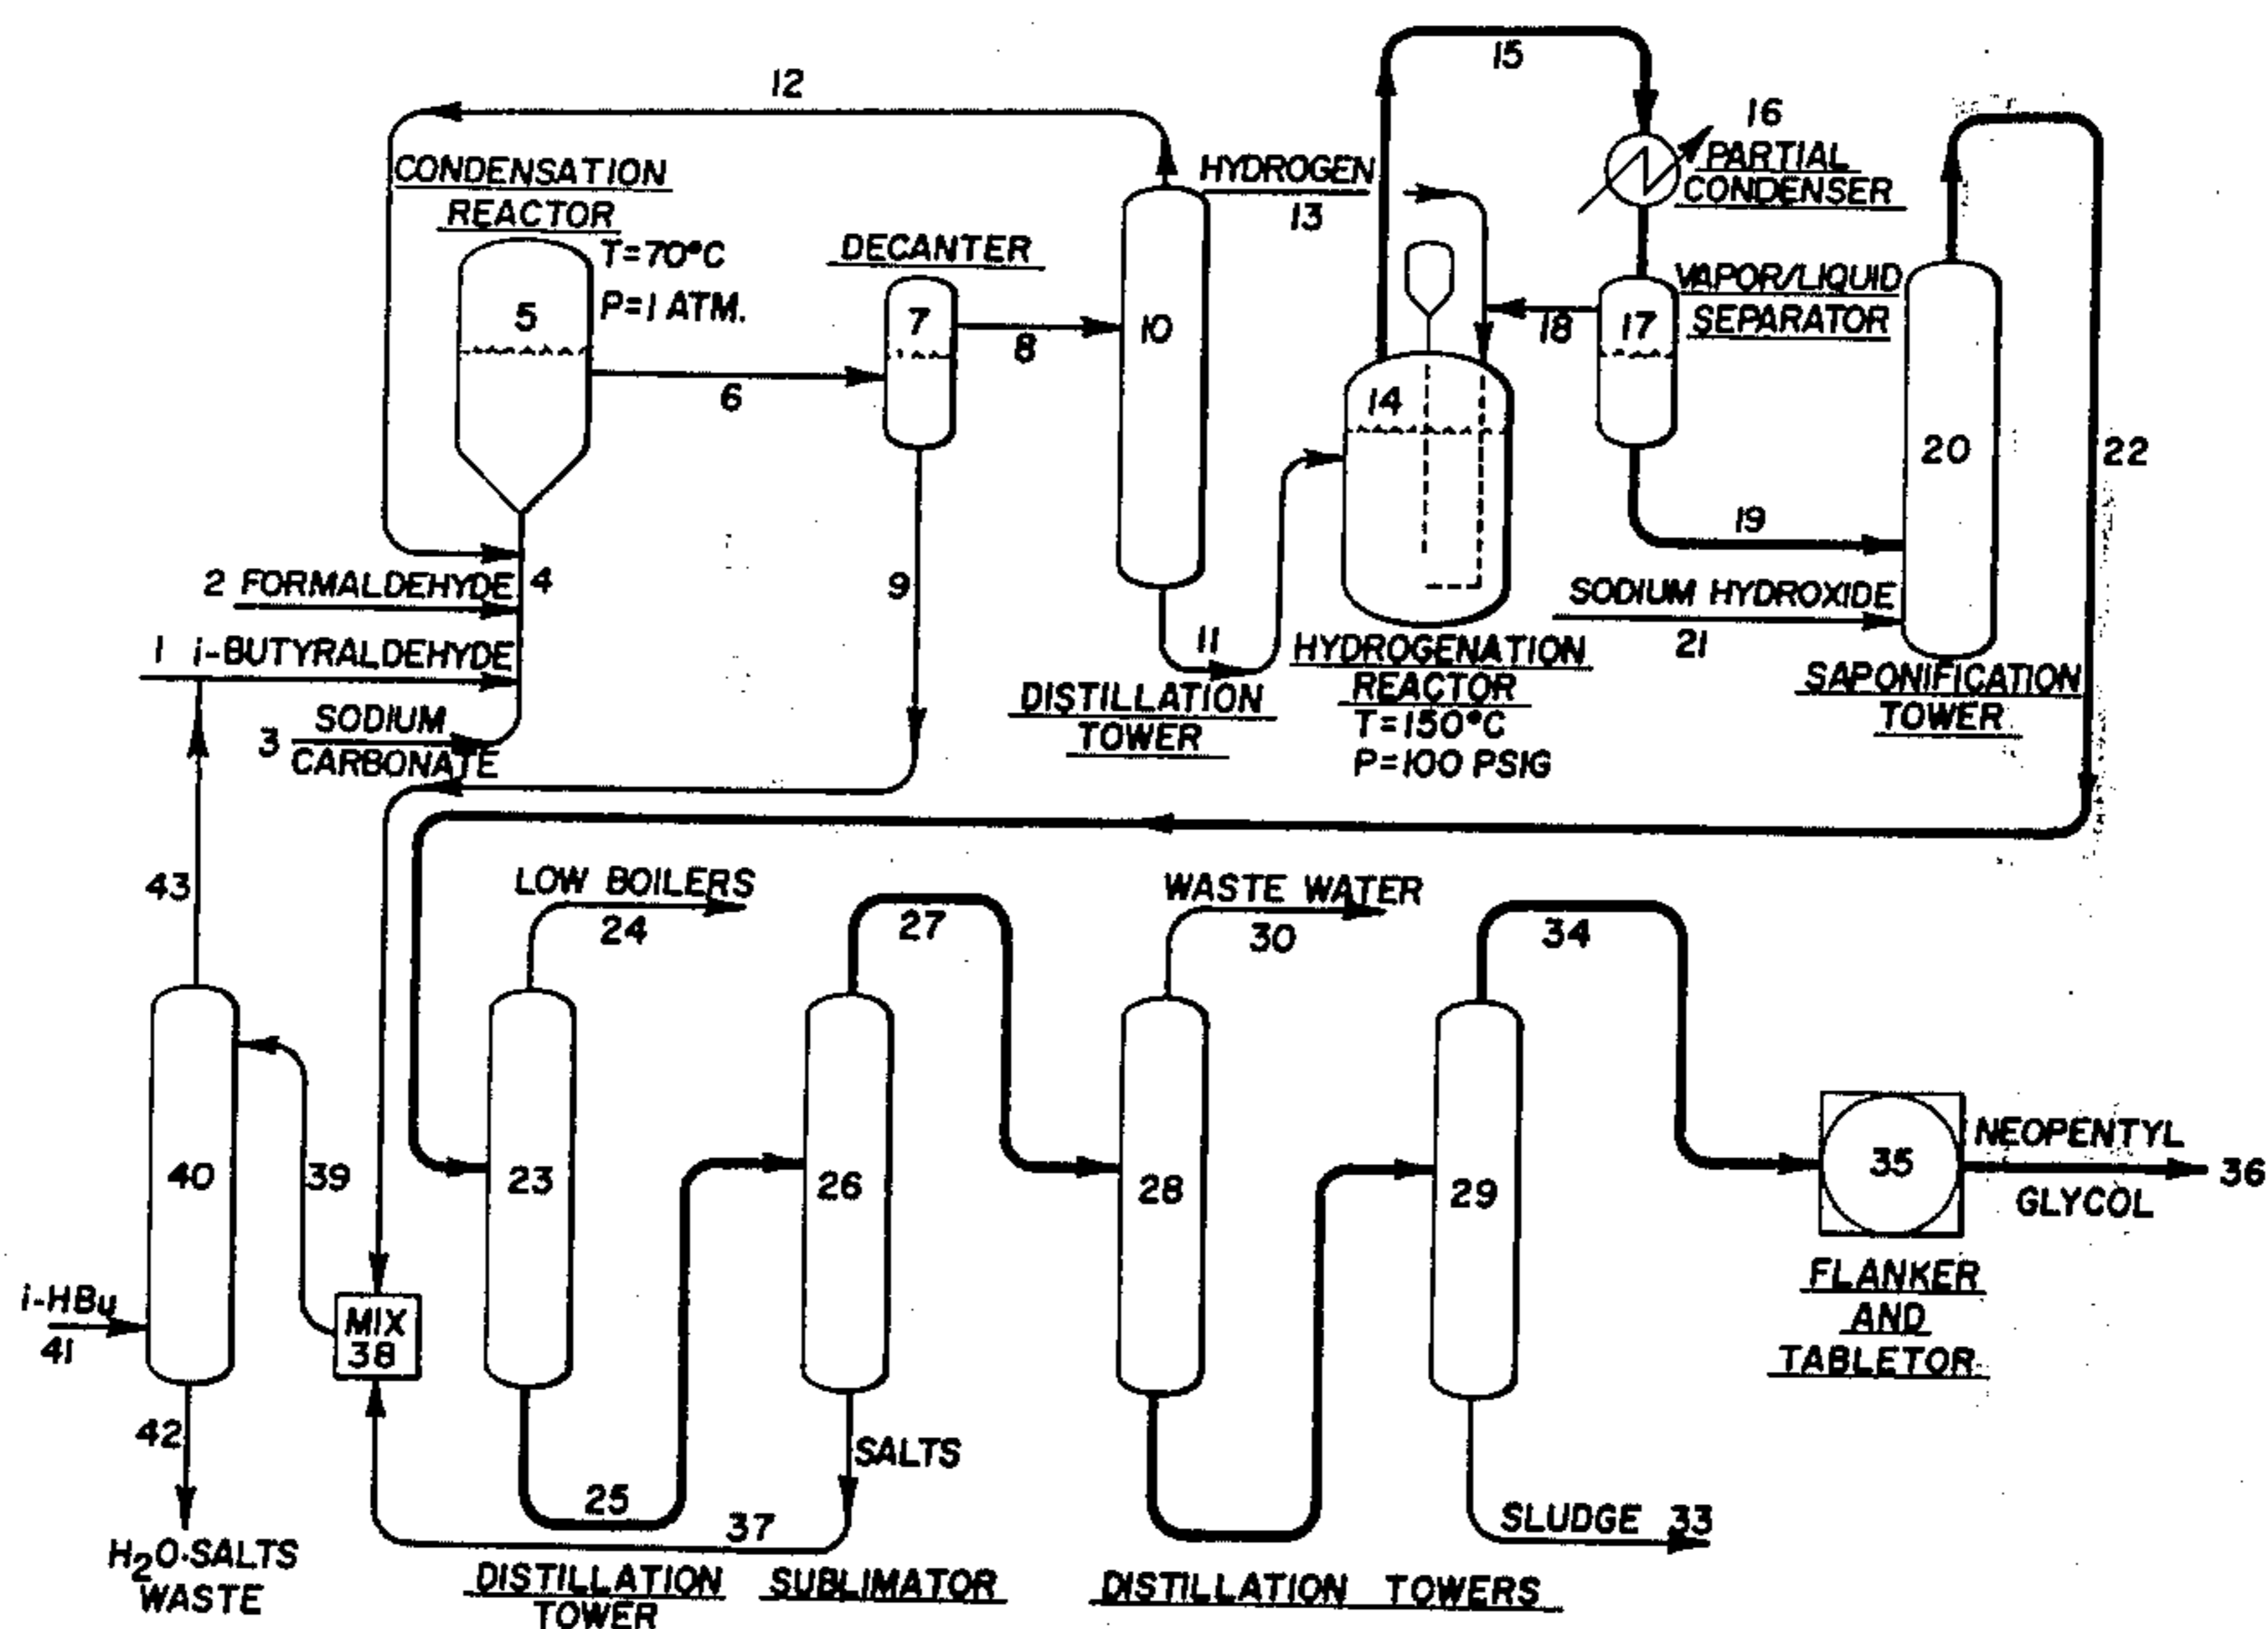 12
15
16
PARTIAL
CONDENSER
CONDENSATION
REACTOR
T=70°C
P=1 ATM.
5
DECANTER
7
6
8
10
HYDROGEN
13
14
18
VAPOR/LIQUID
SEPARATOR
17
20
22
19
2 FORMALDEHYDE
4
1 i-BUTYRALDEHYDE
3 SODIUM
CARBONATE
9
11
DISTILLATION
TOWER
HYDROGENATION
REACTOR
T=150°C
P=100 PSIG
SODIUM HYDROXIDE
21
SAPONIFICATION
TOWER
43
LOW BOILERS
24
27
WASTE WATER
30
34
40
39
23
26
28
29
35
NEOPENTYL
GLYCOL
36
FLANKER
AND
TABLETOR
i-HBu
41
MIX
38
42
H₂O·SALTS
WASTE
25
37
SALTS
SLUDGE 33
DISTILLATION
TOWER
SUBLIMATOR
DISTILLATION TOWERS